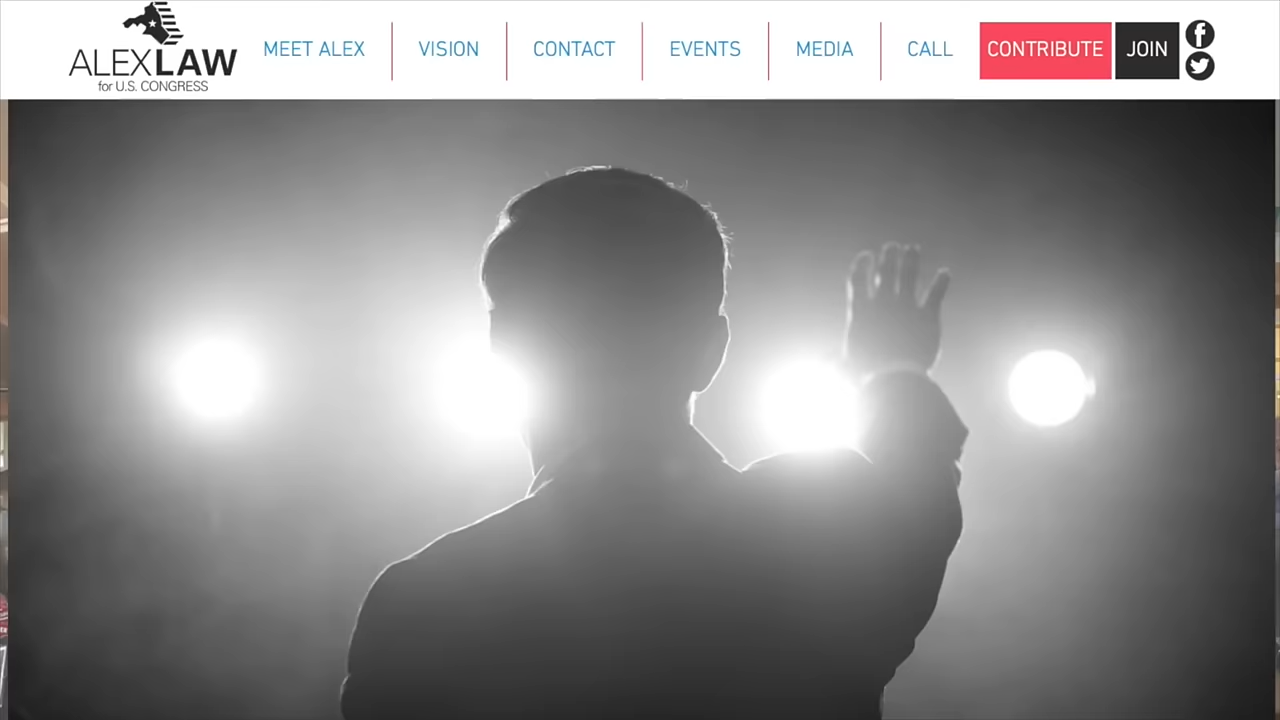 ALEXLAW
for U.S. CONGRESS
MEET ALEX
VISION
CONTACT
EVENTS
MEDIA
CALL
CONTRIBUTE
JOIN